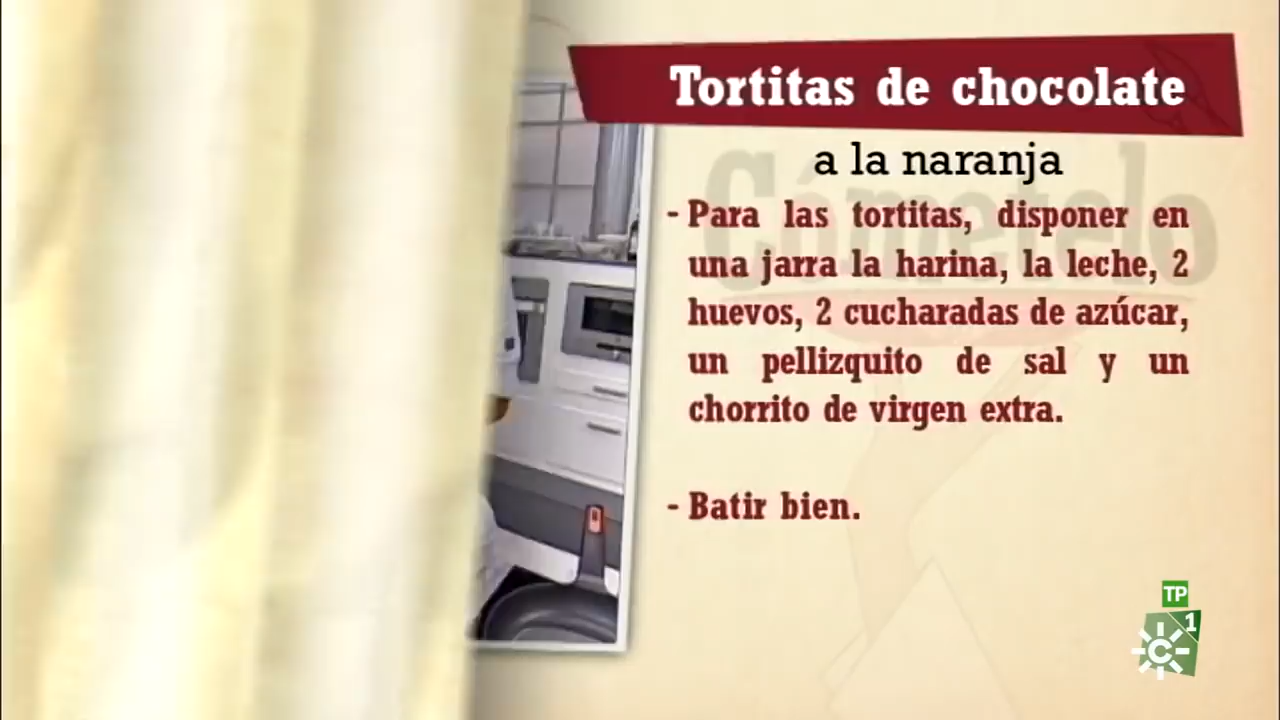 Tortitas de chocolate
a la naranja
Cómetelo
- Para las tortitas, disponer en
una jarra la harina, la leche, 2
huevos, 2 cucharadas de azúcar,
un pellizquito de sal y un
chorrito de virgen extra.
- Batir bien.
TP
1
C